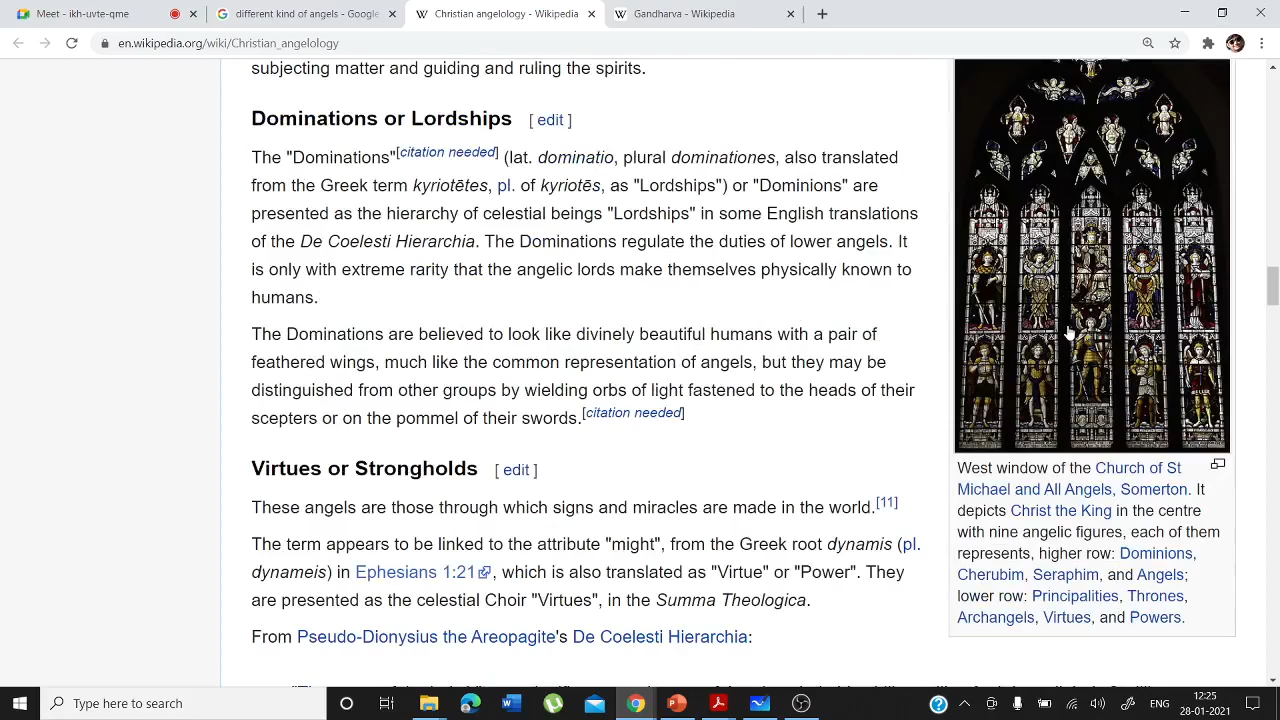 Meet - ikh-uvte-qme
different kind of angels - Google
Christian angelology - Wikipedia
Gandharva - Wikipedia
en.wikipedia.org/wiki/Christian_angelology
subjecting matter and guiding and ruling the spirits.
Dominations or Lordships [ edit ]
The "Dominations"[citation needed] (lat. dominatio, plural dominationes, also translated
from the Greek term kyriotētes, pl. of kyriotēs, as "Lordships") or "Dominions" are
presented as the hierarchy of celestial beings "Lordships" in some English translations
of the De Coelesti Hierarchia. The Dominations regulate the duties of lower angels. It
is only with extreme rarity that the angelic lords make themselves physically known to
humans.
The Dominations are believed to look like divinely beautiful humans with a pair of
feathered wings, much like the common representation of angels, but they may be
distinguished from other groups by wielding orbs of light fastened to the heads of their
scepters or on the pommel of their swords.[citation needed]
Virtues or Strongholds [ edit ]
These angels are those through which signs and miracles are made in the world.[11]
The term appears to be linked to the attribute "might", from the Greek root dynamis (pl.
dynameis) in Ephesians 1:21, which is also translated as "Virtue" or "Power". They
are presented as the celestial Choir "Virtues", in the Summa Theologica.
From Pseudo-Dionysius the Areopagite's De Coelesti Hierarchia:
West window of the Church of St
Michael and All Angels, Somerton. It
depicts Christ the King in the centre
with nine angelic figures, each of them
represents, higher row: Dominions,
Cherubim, Seraphim, and Angels;
lower row: Principalities, Thrones,
Archangels, Virtues, and Powers.
Type here to search
ENG
12:25
28-01-2021